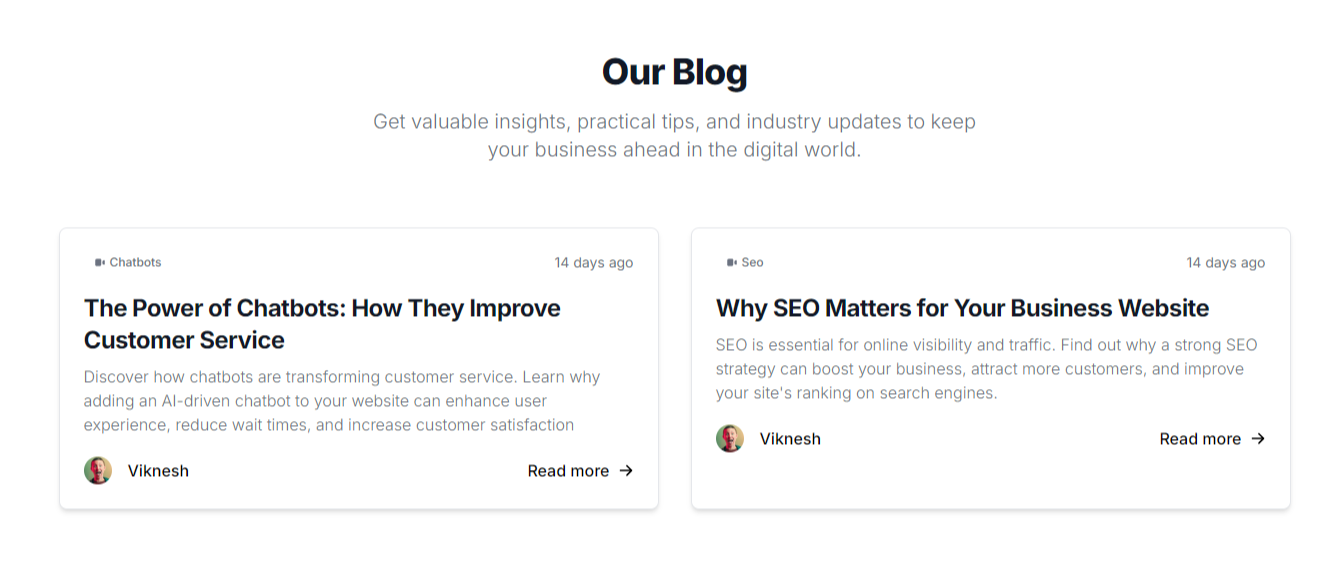 Our Blog
Get valuable insights, practical tips, and industry updates to keep
your business ahead in the digital world.
Chatbots
14 days ago
The Power of Chatbots: How They Improve
Customer Service
Discover how chatbots are transforming customer service. Learn why
adding an AI-driven chatbot to your website can enhance user
experience, reduce wait times, and increase customer satisfaction
Viknesh
Read more →
Seo
14 days ago
Why SEO Matters for Your Business Website
SEO is essential for online visibility and traffic. Find out why a strong SEO
strategy can boost your business, attract more customers, and improve
your site's ranking on search engines.
Viknesh
Read more →